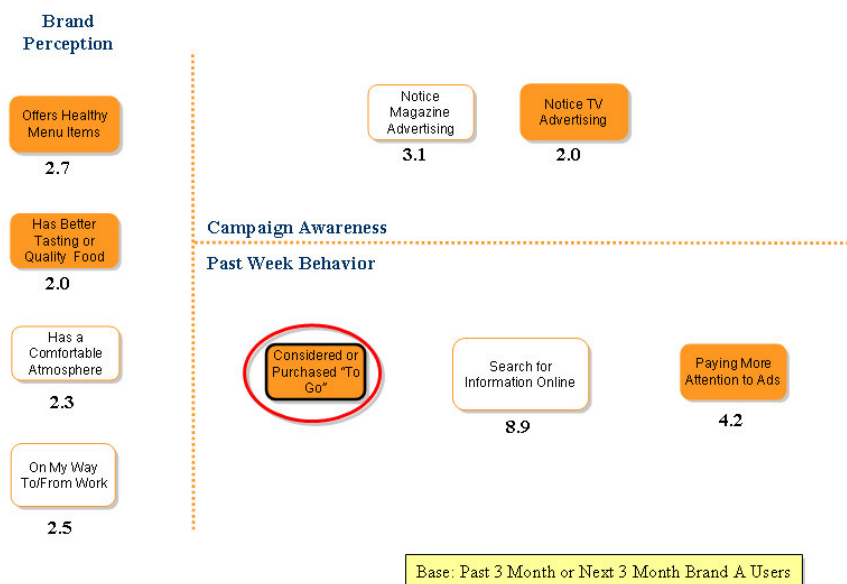 Brand
Perception
Offers Healthy
Menu Items
2.7
Has Better
Tasting or
Quality Food
2.0
Has a
Comfortable
Atmosphere
2.3
On My Way
To/From Work
2.5
Notice
Magazine
Advertising
3.1
Notice TV
Advertising
2.0
Campaign Awareness
Past Week Behavior
Considered or
Purchased "To
Go"
Search for
Information Online
8.9
Paying More
Attention to Ads
4.2
Base: Past 3 Month or Next 3 Month Brand A Users